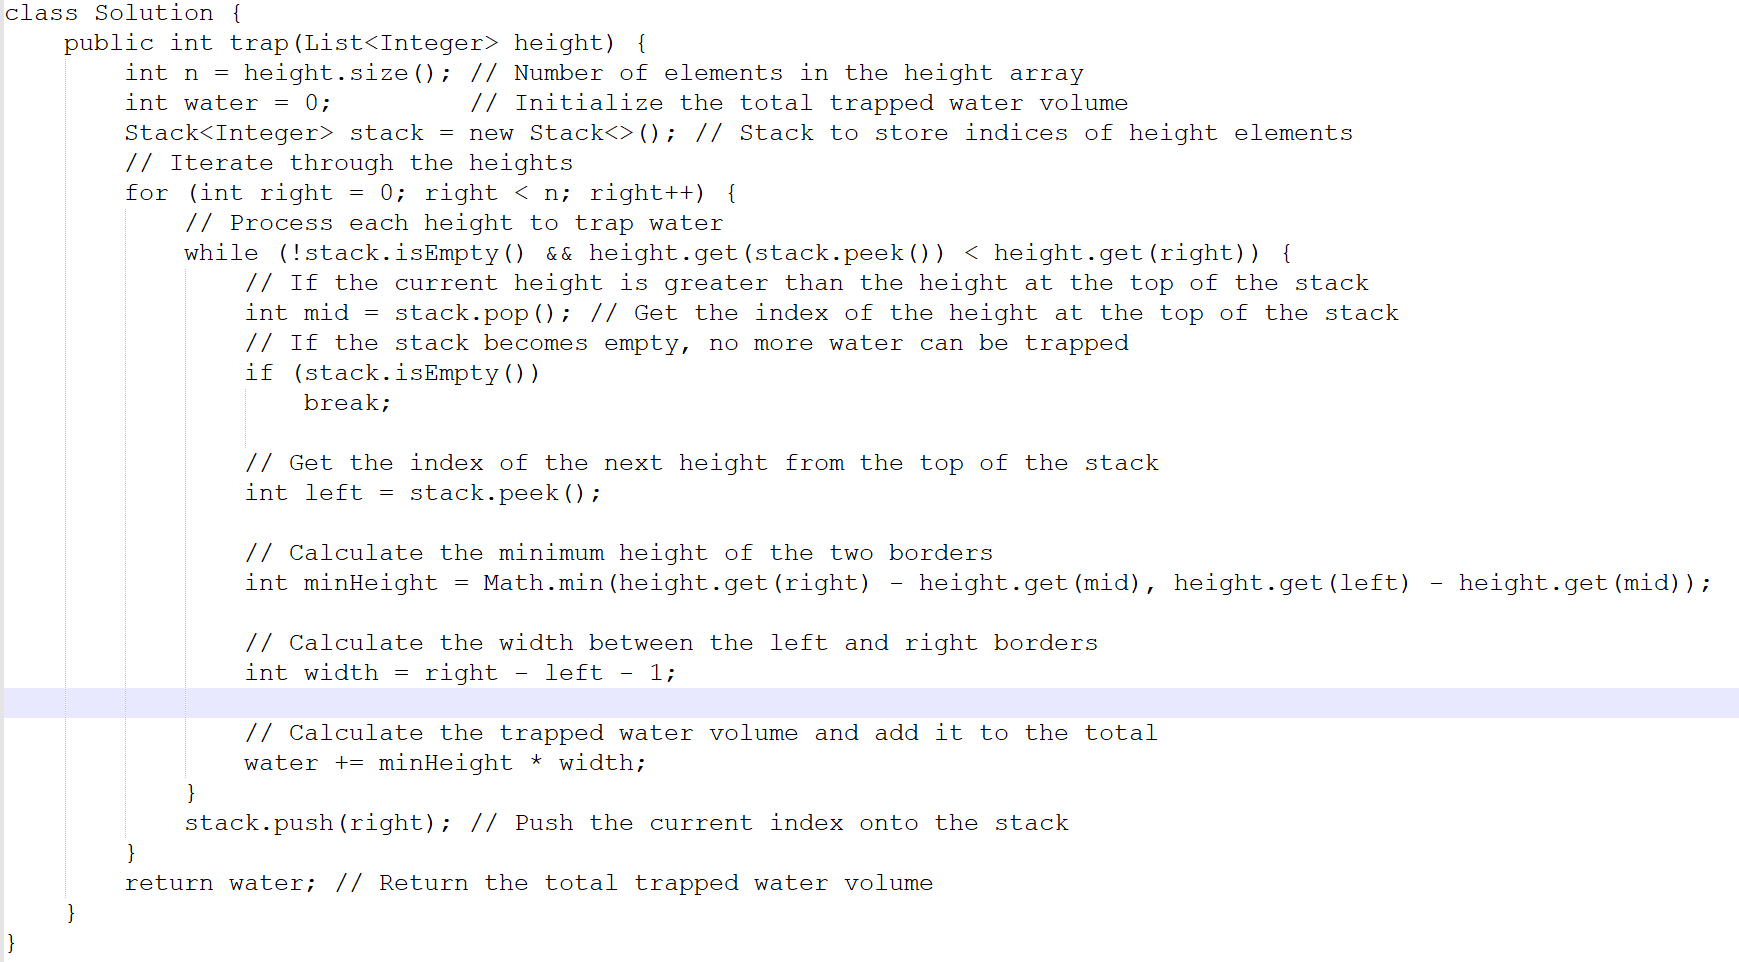 class Solution {
    public int trap(List<Integer> height) {
        int n = height.size(); // Number of elements in the height array
        int water = 0;         // Initialize the total trapped water volume
        Stack<Integer> stack = new Stack<>(); // Stack to store indices of height elements
        // Iterate through the heights
        for (int right = 0; right < n; right++) {
            // Process each height to trap water
            while (!stack.isEmpty() && height.get(stack.peek()) < height.get(right)) {
                // If the current height is greater than the height at the top of the stack
                int mid = stack.pop(); // Get the index of the height at the top of the stack
                // If the stack becomes empty, no more water can be trapped
                if (stack.isEmpty())
                    break;

                // Get the index of the next height from the top of the stack
                int left = stack.peek();

                // Calculate the minimum height of the two borders
                int minHeight = Math.min(height.get(right) - height.get(mid), height.get(left) - height.get(mid));

                // Calculate the width between the left and right borders
                int width = right - left - 1;

                // Calculate the trapped water volume and add it to the total
                water += minHeight * width;
            }
            stack.push(right); // Push the current index onto the stack
        }
        return water; // Return the total trapped water volume
    }
}